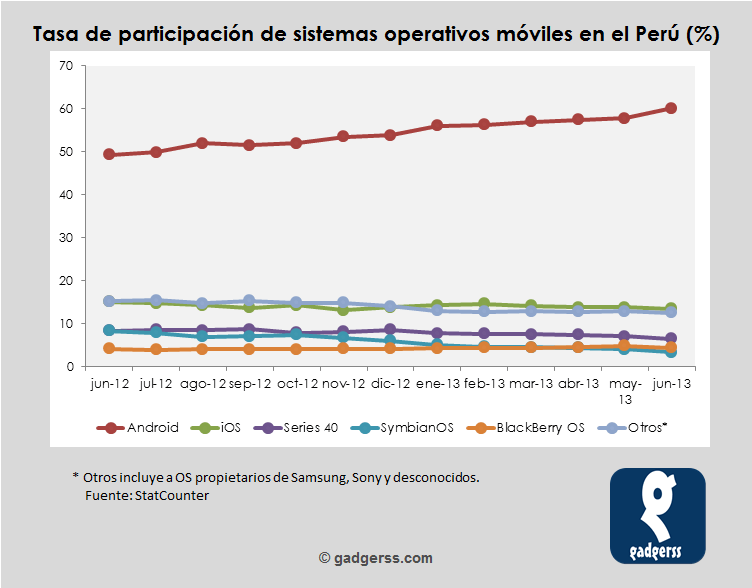 Tasa de participación de sistemas operativos móviles en el Perú (%)
70
60
50
40
30
20
10
0
jun-12 jul-12 ago-12 sep-12 oct-12 nov-12 dic-12 ene-13 feb-13 mar-13 abr-13 may- jun-13
13
Android iOS Series 40 SymbianOS BlackBerry OS Otros*
* Otros incluye a OS propietarios de Samsung, Sony y desconocidos.
Fuente: StatCounter
gadgerss
© gadgerss.com